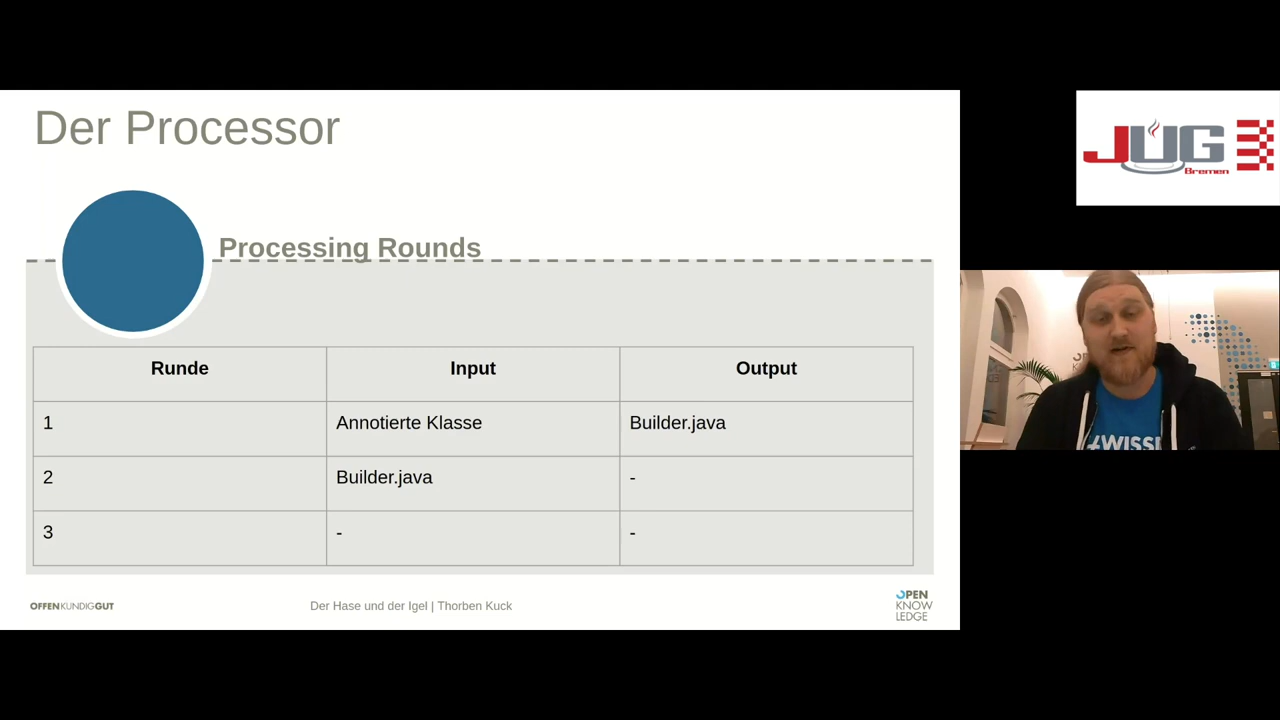 Der Processor
Processing Rounds
Runde Input Output
1 Annotierte Klasse Builder.java
2 Builder.java -
3 - -
OFFENKUNDIGGUT
Der Hase und der Igel | Thorben Kuck
OPEN
KNOW
LEDGE
JUG
Bremen
#WISSE